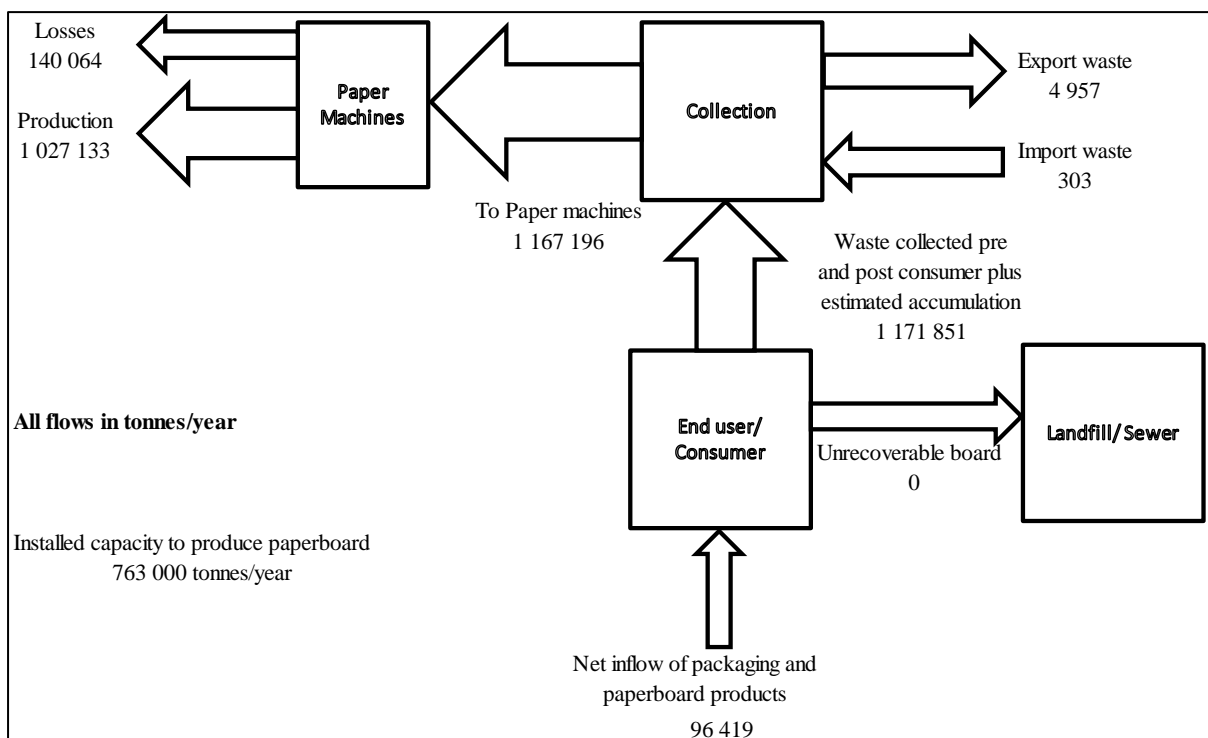 Losses
140 064
Production
1 027 133
Paper
Machines
To Paper machines
1 167 196
Collection
Export waste
4 957
Import waste
303
Waste collected pre
and post consumer plus
estimated accumulation
1 171 851
All flows in tonnes/year
End user/
Consumer
Unrecoverable board
0
Landfill/Sewer
Installed capacity to produce paperboard
763 000 tonnes/year
Net inflow of packaging and
paperboard products
96 419